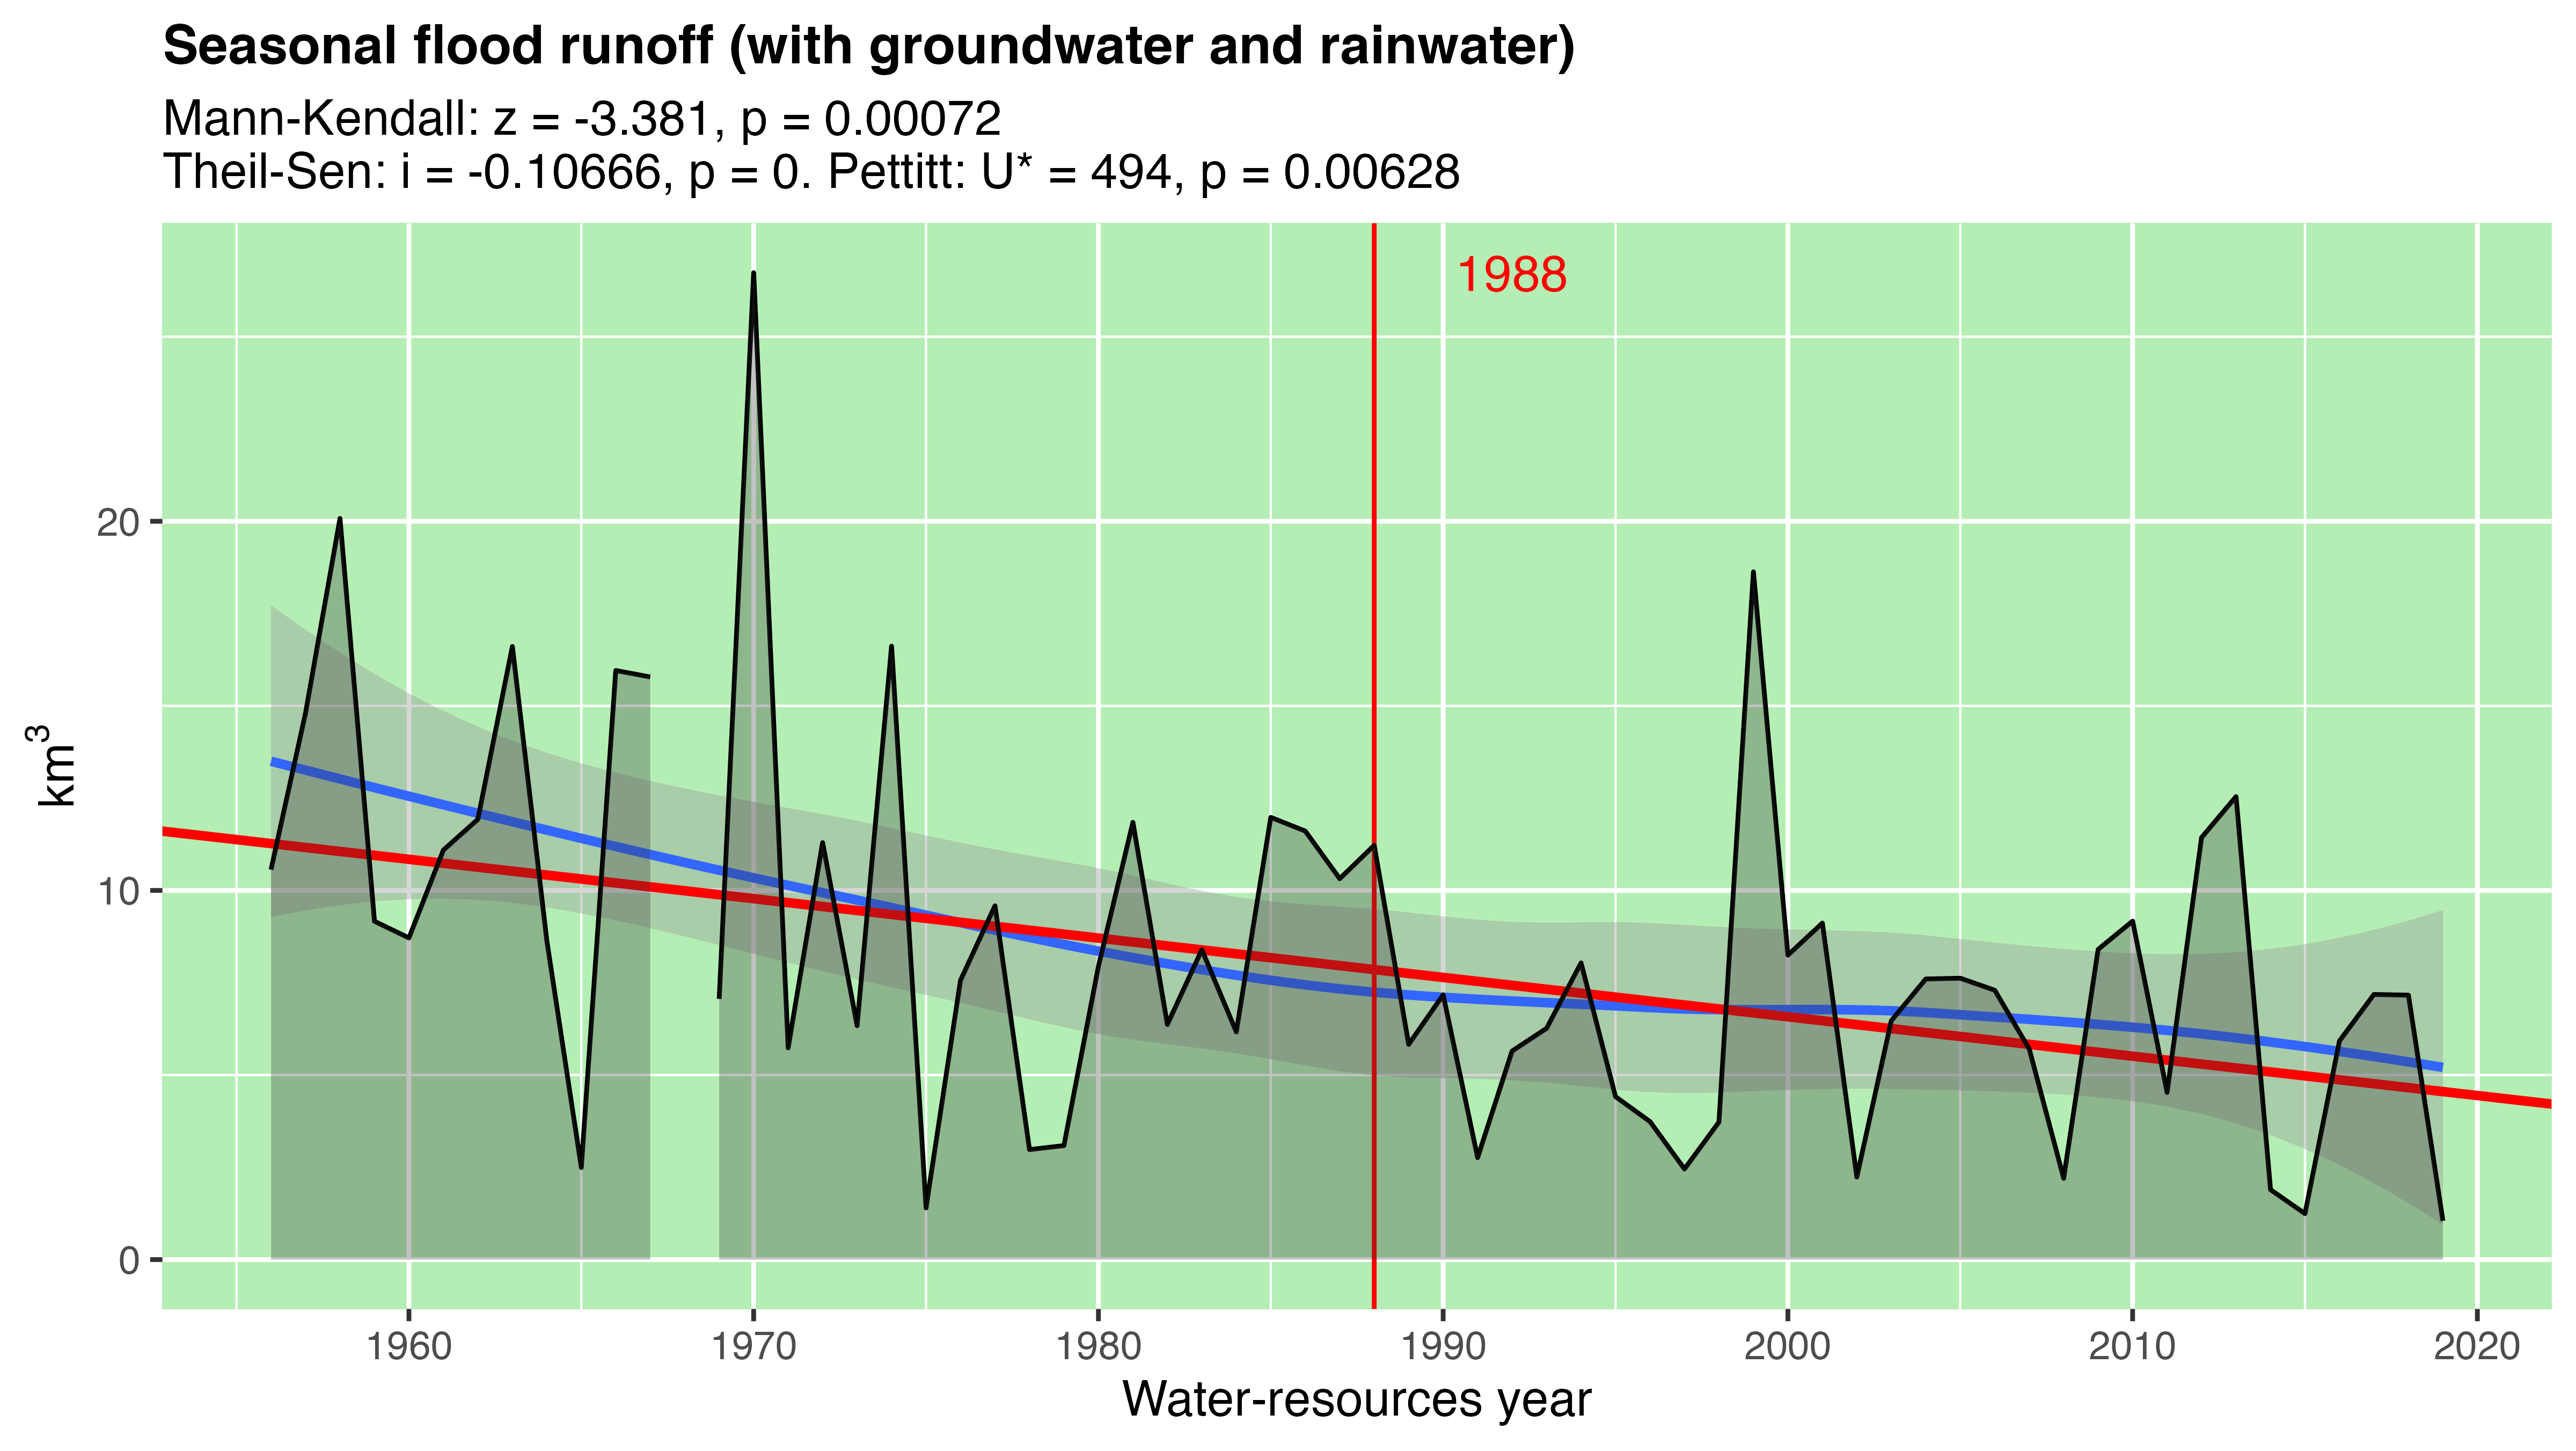 Seasonal flood runoff (with groundwater and rainwater)
Mann-Kendall: z = -3.381, p = 0.00072
Theil-Sen: i = -0.10666, p = 0. Pettitt: U* = 494, p = 0.00628
1988
20
10
0
km³
1960 1970 1980 1990 2000 2010 2020
Water-resources year